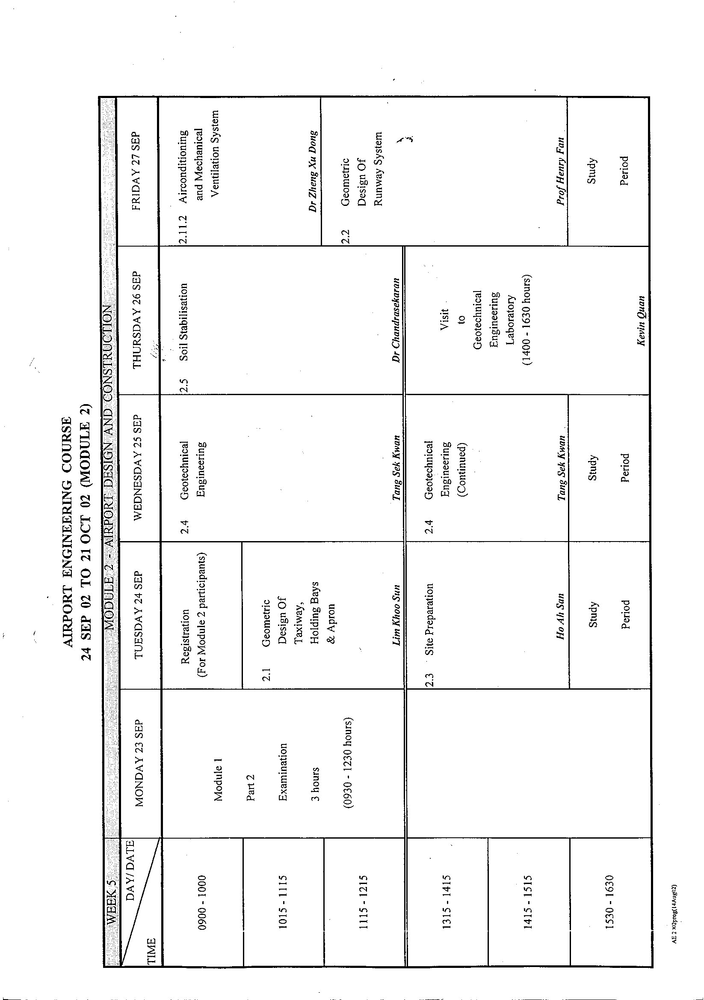 AIRPORT ENGINEERING COURSE
24 SEP 02 TO 21 OCT 02 (MODULE 2)
WEEK 5
MODULE 2 - AIRPORT DESIGN AND CONSTRUCTION
DAY/ DATE
TIME
MONDAY 23 SEP
TUESDAY 24 SEP
WEDNESDAY 25 SEP
THURSDAY 26 SEP
FRIDAY 27 SEP
0900 - 1000
1015 - 1115
1115 - 1215
1315 - 1415
1415 - 1515
1530 - 1630
Module 1
Part 2
Examination
3 hours
(0930 - 1230 hours)
Registration
(For Module 2 participants)
2.1 Geometric
Design Of
Taxiway,
Holding Bays
& Apron
Lim Khoo Sun
2.3 Site Preparation
Ho Ah San
Study
Period
2.4 Geotechnical
Engineering
Tang Sek Kwan
2.4 Geotechnical
Engineering
(Continued)
Tang Sek Kwan
Study
Period
2.5 Soil Stabilisation
Dr Chandrasekaran
Visit
to
Geotechnical
Engineering
Laboratory
(1400 - 1630 hours)
Kevin Quan
2.11.2 Airconditioning
and Mechanical
Ventilation System
Dr Zheng Xu Dong
2.2 Geometric
Design Of
Runway System
Prof Henry Fan
Study
Period
AE 2